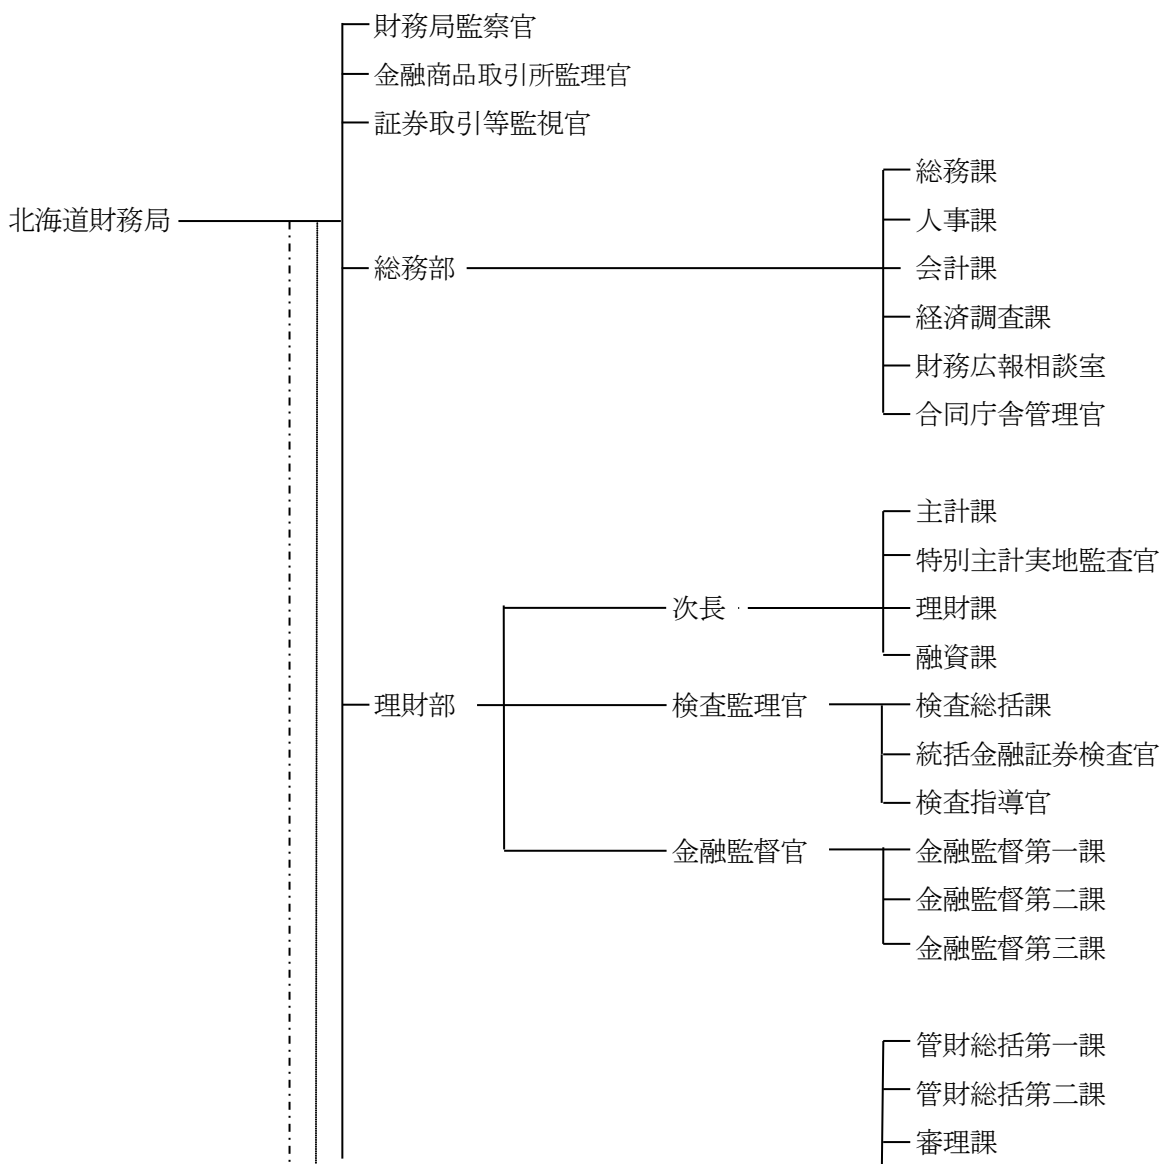 財務局監察官
金融商品取引所監理官
証券取引等監視官
北海道財務局
総務部
総務課
人事課
会計課
経済調査課
財務広報相談室
合同庁舎管理官
理財部
次長
主計課
特別主計実地監査官
理財課
融資課
検査監理官
検査総括課
統括金融証券検査官
検査指導官
金融監督官
金融監督第一課
金融監督第二課
金融監督第三課
管財総括第一課
管財総括第二課
審理課